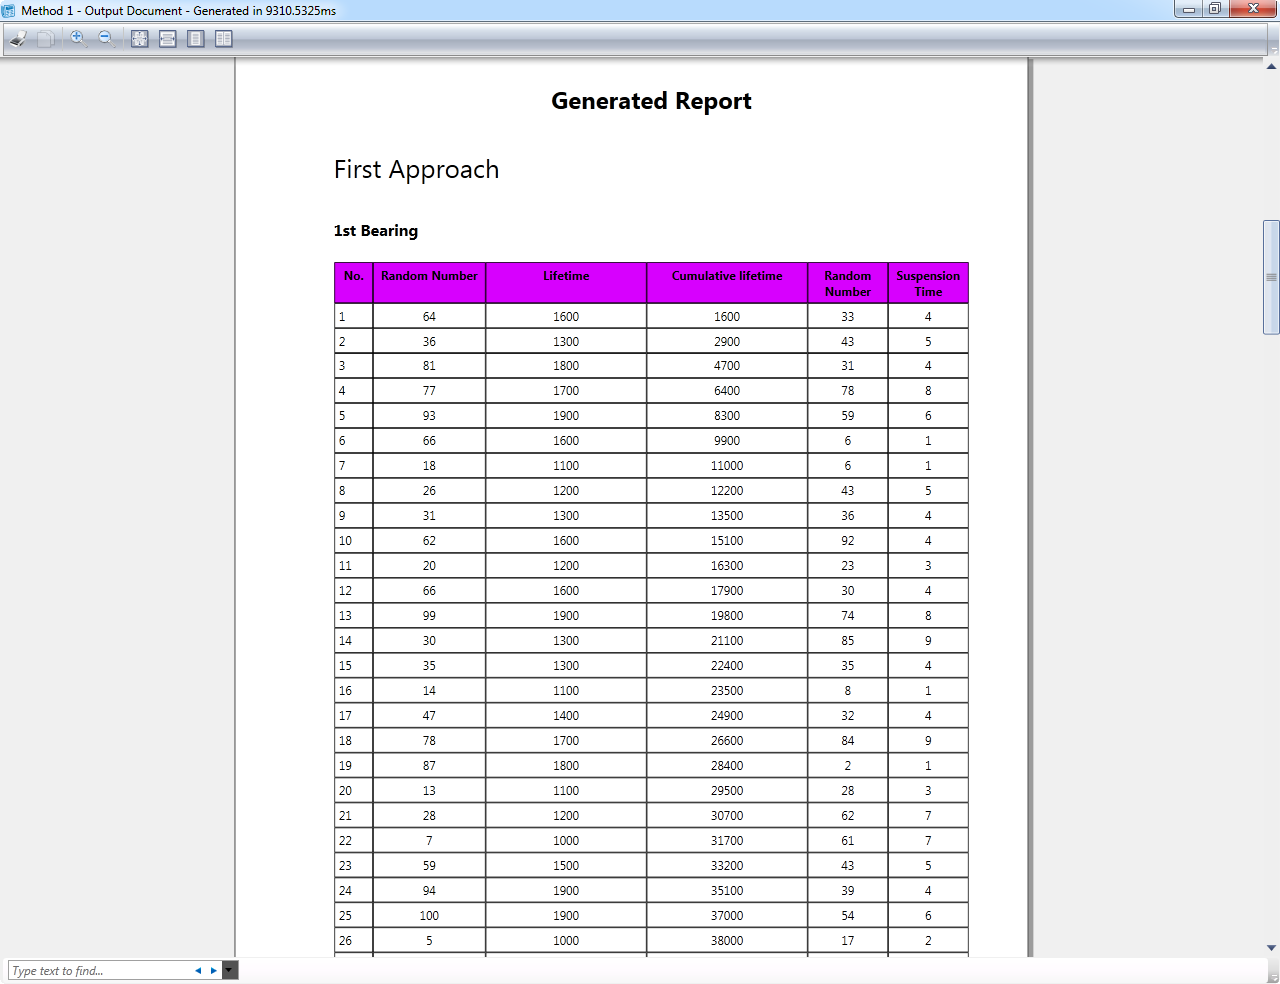 Method 1 - Output Document - Generated in 9310.5325ms
Generated Report
First Approach
1st Bearing
No. Random Number Lifetime Cumulative lifetime Random Number Suspension Time
1 64 1600 1600 33 4
2 36 1300 2900 43 5
3 81 1800 4700 31 4
4 77 1700 6400 78 8
5 93 1900 8300 59 6
6 66 1600 9900 6 1
7 18 1100 11000 6 1
8 26 1200 12200 43 5
9 31 1300 13500 36 4
10 62 1600 15100 92 4
11 20 1200 16300 23 3
12 66 1600 17900 30 4
13 99 1900 19800 74 8
14 30 1300 21100 85 9
15 35 1300 22400 35 4
16 14 1100 23500 8 1
17 47 1400 24900 32 4
18 78 1700 26600 84 9
19 87 1800 28400 2 1
20 13 1100 29500 28 3
21 28 1200 30700 62 7
22 7 1000 31700 61 7
23 59 1500 33200 43 5
24 94 1900 35100 39 4
25 100 1900 37000 54 6
26 5 1000 38000 17 2
Type text to find...